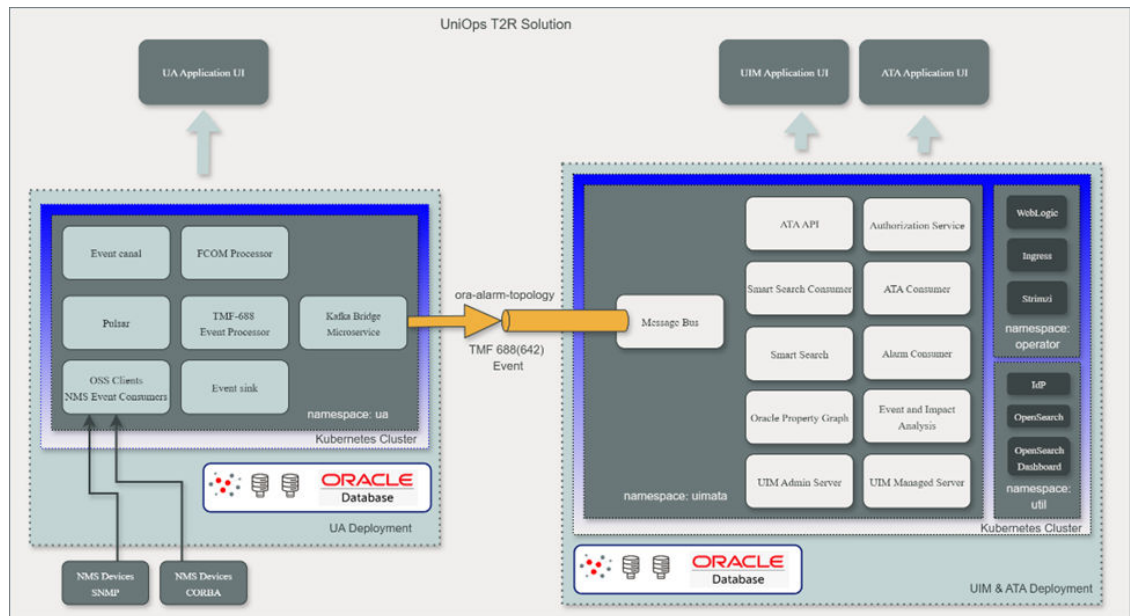 UniOps T2R Solution
UA Application UI
UIM Application UI
ATA Application UI
Event canal
FCOM Processor
Pulsar
TMF-688
Event Processor
Kafka Bridge
Microservice
OSS Clients
NMS Event Consumers
Event sink
namespace: ua
Kubernetes Cluster
ORACLE
Database
UA Deployment
NMS Devices
SNMP
NMS Devices
CORBA
ora-alarm-topology
TMF 688(642)
Event
Message Bus
ATA API
Authorization Service
Smart Search Consumer
ATA Consumer
Smart Search
Alarm Consumer
Oracle Property Graph
Event and Impact
Analysis
UIM Admin Server
UIM Managed Server
namespace: uimata
WebLogic
Ingress
Strimzi
namespace:
operator
IdP
OpenSearch
OpenSearch
Dashboard
namespace:
util
Kubernetes Cluster
ORACLE
Database
UIM & ATA Deployment